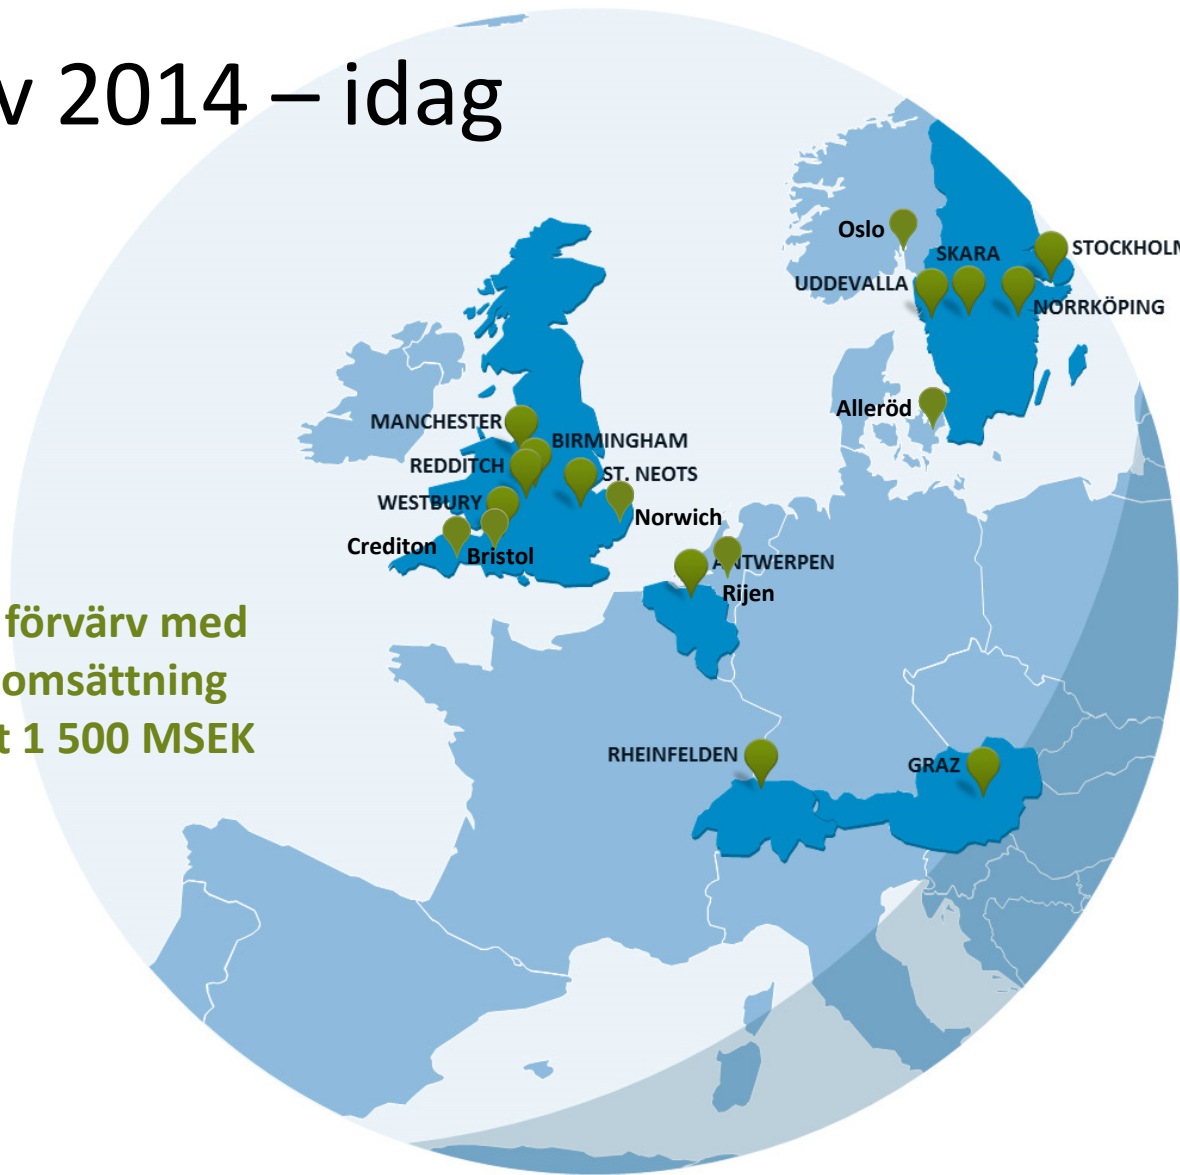 v 2014 – idag
Oslo
STOCKHOLM
SKARA
UDDEVALLA
NORRKÖPING
Alleröd
MANCHESTER
BIRMINGHAM
REDDITCH
ST. NEOTS
WESTBURY
Norwich
Crediton
Bristol
ANTWERPEN
Rijen
förvärv med
omsättning
t 1 500 MSEK
RHEINFELDEN
GRAZ